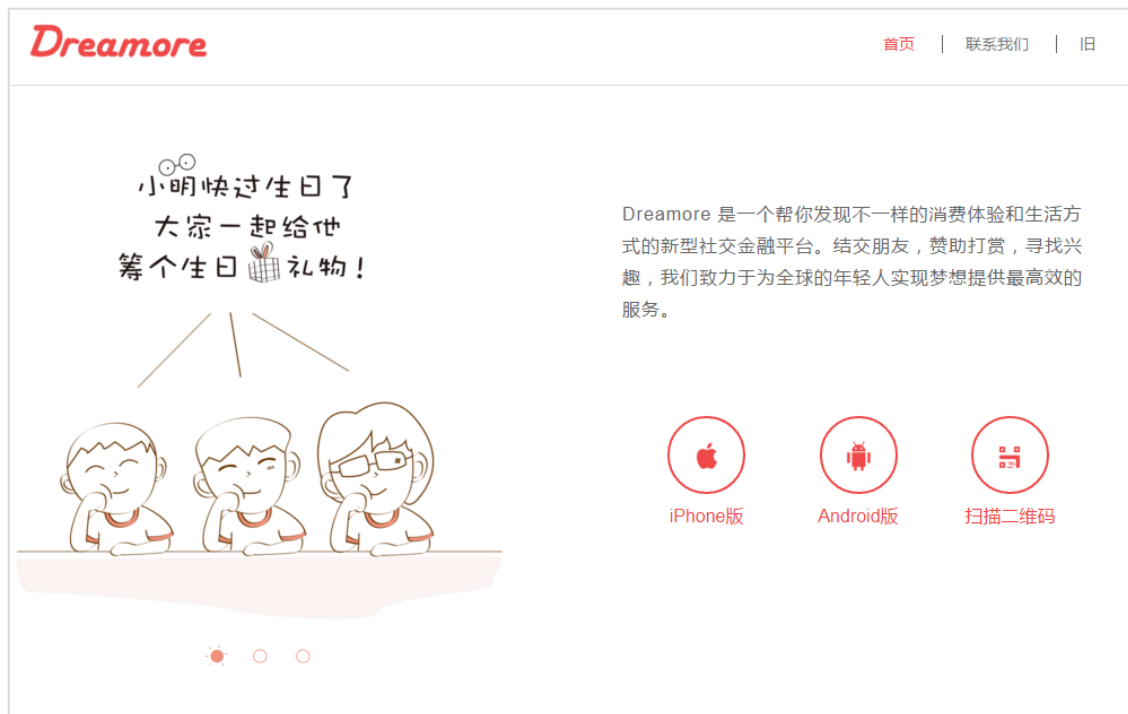 Dreamore
首页 | 联系我们 | 旧
小明快过生日了
大家一起给他
筹个生日礼物！
Dreamore 是一个帮你发现不一样的消费体验和生活方
式的新型社交金融平台。结交朋友，赞助打赏，寻找兴
趣，我们致力于为全球的年轻人实现梦想提供最高效的
服务。
iPhone版
Android版
扫描二维码